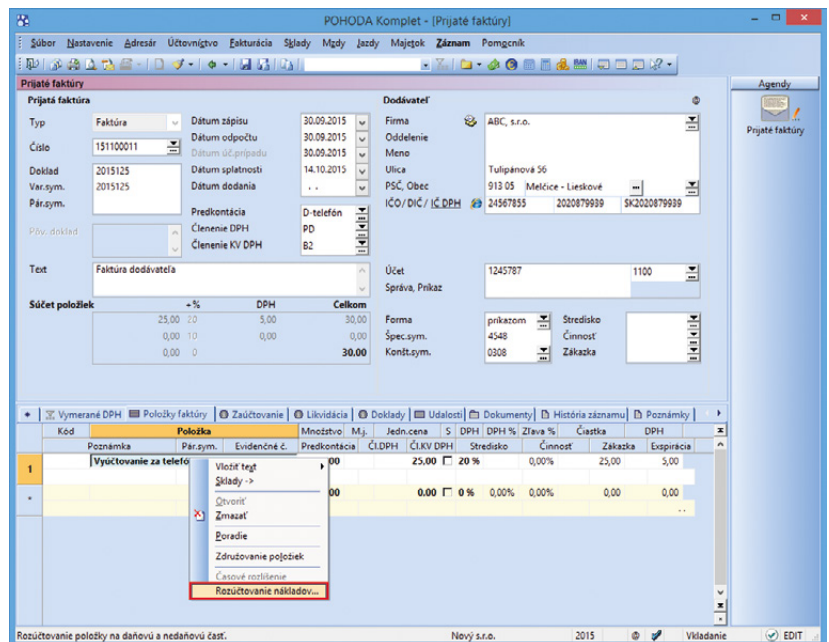 POHODA Komplet - [Prijaté faktúry]
Súbor Nastavenie Adresár Účtovníctvo Fakturácia Sklady Mzdy Jazdy Majetok Záznam Pomocník
Prijaté faktúry
Agendy
Prijaté faktúry
Prijatá faktúra
Typ Faktúra
Číslo 151100011
Doklad 2015125
Var.sym. 2015125
Pár.sym.
Pôv. doklad
Dátum zápisu 30.09.2015
Dátum odpočtu 30.09.2015
Dátum úč.prípadu 30.09.2015
Dátum splatnosti 14.10.2015
Dátum dodania . .
Predkontácia D-telefón
Členenie DPH PD
Členenie KV DPH B2
Text Faktúra dodávateľa
Súčet položiek +% DPH Celkom
25,00 20 5,00 30,00
0,00 10 0,00 0,00
0,00 0 30,00
Dodávateľ
Firma ABC, s.r.o.
Oddelenie
Meno
Ulica Tulipánová 56
PSČ, Obec 913 05 Melčice - Lieskové
IČO/DIČ/ IČ DPH 24567855 2020879939 SK2020879939
Účet 1245787 1100
Správa, Príkaz
Forma príkazom Stredisko
Špec.sym. 4548 Činnosť
Konšt.sym. 0308 Zákazka
Vymerané DPH Položky faktúry Zaúčtovanie Likvidácia Doklady Udalosti Dokumenty História záznamu Poznámky
Kód Položka Množstvo M.j. Jedn.cena S DPH DPH % Zľava % Čiastka DPH
Poznámka Pár.sym. Evidenčné č. Predkontácia Čl.DPH Čl.KV DPH Stredisko Činnosť Zákazka Expirácia
1 Vyúčtovanie za telefó 00 25,00 20 % 0,00% 25,00 5,00
* 00 0.00 0 % 0,00% 0,00% 0,00 0,00
. .
Vložiť text
Sklady ->
Otvoriť
Zmazať
Poradie
Združovanie položiek
Časové rozlíšenie
Rozúčtovanie nákladov...
Rozúčtovanie položky na daňovú a nedaňovú časť. Nový s.r.o. 2015 @ Vkladanie EDIT